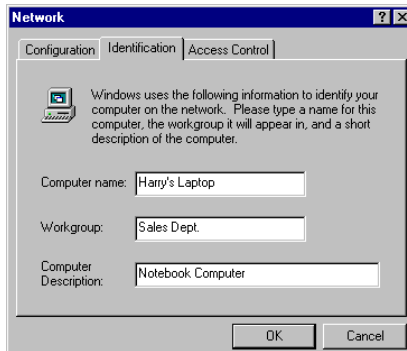 Network
Configuration Identification Access Control
Windows uses the following information to identify your
computer on the network. Please type a name for this
computer, the workgroup it will appear in, and a short
description of the computer.
Computer name: Harry's Laptop
Workgroup: Sales Dept.
Computer
Description: Notebook Computer
OK Cancel